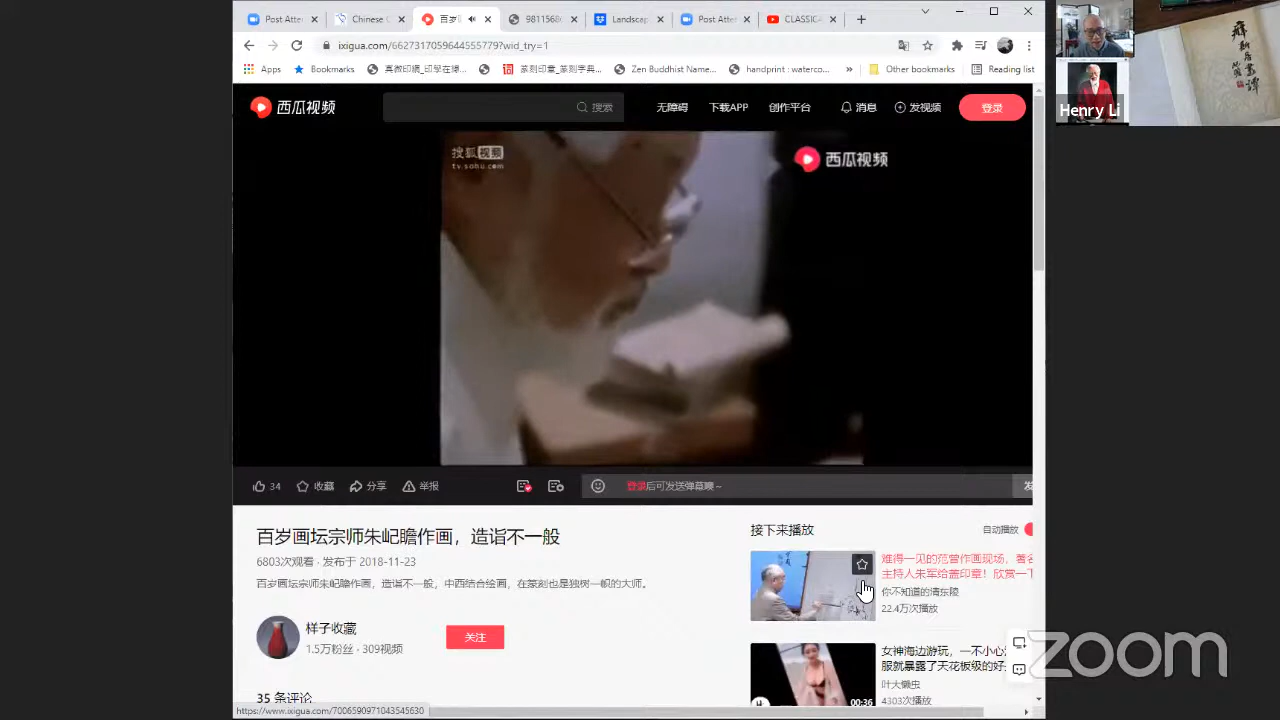 Post Atter
Chinese C
百岁画
981156
Landscap
Post Atter
CLASSIC
ixigua.com/6627317059644555779?wid_try=1
Apps
Bookmarks
Zen Buddhist Name...
handprint : waterco...
»
Other bookmarks
Reading list
西瓜视频
搜索
无障碍
下载APP
创作平台
消息
发视频
登录
搜狐视频
tv.sohu.com
西瓜视频
Henry Li
34
收藏
分享
举报
登录后可发送弹幕噢~
发
百岁画坛宗师朱屺瞻作画，造诣不一般
6803次观看 · 发布于 2018-11-23
百岁画坛宗师朱屺瞻作画，造诣不一般，中西结合绘画，在篆刻也是独树一帜的大师。
样子收藏
1.5万粉丝 · 309视频
关注
35 条评论
接下来播放
自动播放
难得一见的范曾作画现场，著名
主持人朱军给盖印章！欣赏一下
你不知道的清东陵
22.4万次播放
女神海边游玩，一不小心
服就暴露了天花板级的好
叶大懒虫
4303次播放
00:36
https://www.ixigua.com/7026590971043545630
zoom